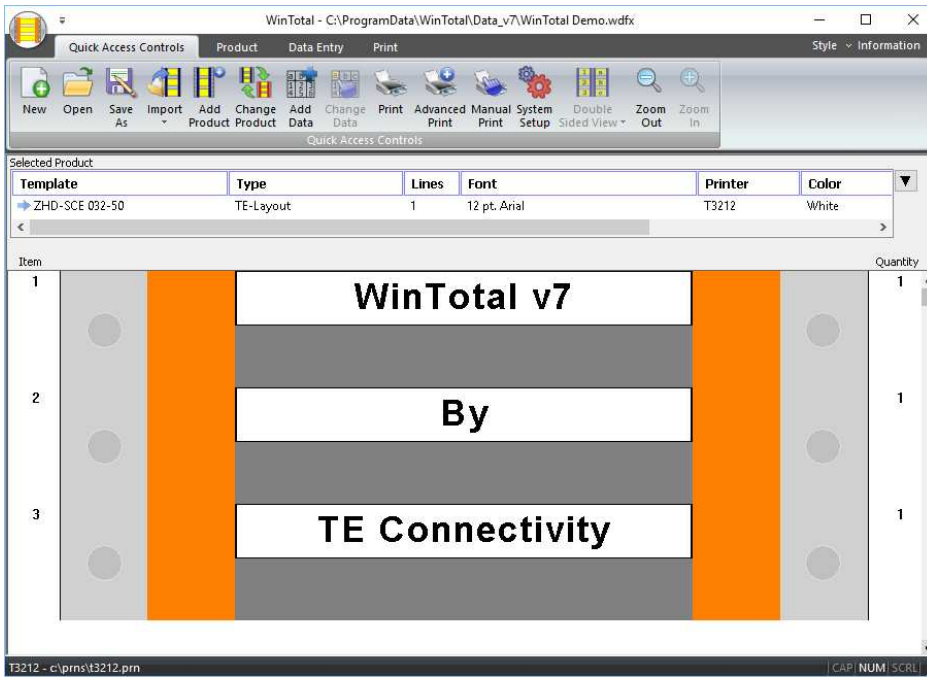 WinTotal - C:\ProgramData\WinTotal\Data_v7\WinTotal Demo.wdfx
Quick Access Controls Product Data Entry Print Style Information
New Open Save As Import Add Product Change Product Add Data Change Data Print Advanced Print Manual Print System Setup Double Sided View Zoom Out Zoom In
Quick Access Controls
Selected Product
Template Type Lines Font Printer Color
ZHD-SCE 032-50 TE-Layout 1 12 pt. Arial T3212 White
Item Quantity
1 WinTotal v7 1
2 By 1
3 TE Connectivity 1
T3212 - c:\prns\t3212.prn CAP NUM SCRL